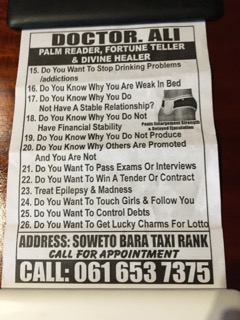 DOCTOR. ALI
PALM READER, FORTUNE TELLER
& DIVINE HEALER
15. Do You Want To Stop Drinking Problems
/addictions
16. Do You Know Why You Are Weak In Bed
17. Do You Know Why You Do
Not Have A Stable Relationship?
18. Do You Know Why You Do Not
Have Financial Stability
Penis Enlargement Strength
& Delayed Ejaculation
19. Do You Know Why You Do Not Produce
20. Do You Know Why Others Are Promoted
And You Are Not
21. Do You Want To Pass Exams Or Interviews
22. Do You Want To Win A Tender Or Contract
23. Treat Epilepsy & Madness
24. Do You Want To Touch Girls & Follow You
25. Do You Want To Control Debts
26. Do You Want To Get Lucky Charms For Lotto
ADDRESS: SOWETO BARA TAXI RANK
CALL FOR APPOINTMENT
CALL: 061 653 7375